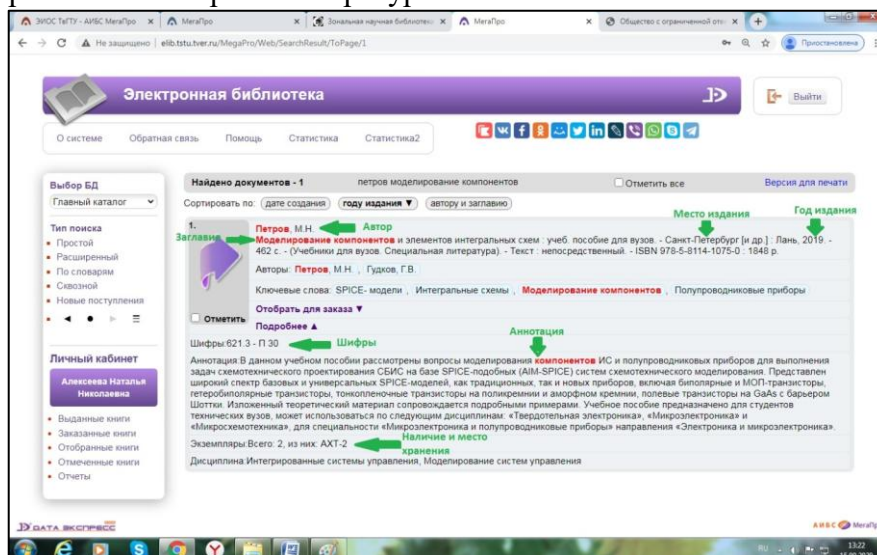 ЭИОС ТвГТУ - АИБС МегаПро
МегаПро
Зональная научная библиотека
МегаПро
Общество с ограниченной отв
Не защищено
elib.tstu.tver.ru/MegaPro/Web/SearchResult/ToPage/1
Приостановлена
Электронная библиотека
Выйти
О системе Обратная связь Помощь Статистика Статистика2
Выбор БД
Главный каталог
Тип поиска
Простой
Расширенный
По словарям
Сквозной
Новые поступления
Личный кабинет
Алексеева Наталья
Николаевна
Выданные книги
Заказанные книги
Отобранные книги
Отмеченные книги
Отчеты
Найдено документов - 1 петров моделирование компонентов Отметить все Версия для печати
Сортировать по: дате создания году издания ▼ автору и заглавию
Место издания Год издания
1. Петров, М.Н. Автор
Заглавие Моделирование компонентов и элементов интегральных схем : учеб. пособие для вузов. - Санкт-Петербург [и др.] : Лань, 2019. -
462 с. - (Учебники для вузов. Специальная литература). - Текст : непосредственный. - ISBN 978-5-8114-1075-0 : 1848 р.
Авторы: Петров, М.Н. , Гудков, Г.В.
Ключевые слова: SPICE- модели , Интегральные схемы , Моделирование компонентов , Полупроводниковые приборы
Отобрать для заказа ▼
Отметить
Подробнее ▲
Аннотация
Шифры:621.3 - П 30 Шифры
Аннотация:В данном учебном пособии рассмотрены вопросы моделирования компонентов ИС и полупроводниковых приборов для выполнения
задач схемотехнического проектирования СБИС на базе SPICE-подобных (AIM-SPICE) систем схемотехнического моделирования. Представлен
широкий спектр базовых и универсальных SPICE-моделей, как традиционных, так и новых приборов, включая биполярные и МОП-транзисторы,
гетеробиполярные транзисторы, тонкопленочные транзисторы на поликремнии и аморфном кремнии, полевые транзисторы на GaAs с барьером
Шоттки. Изложенный теоретический материал сопровождается подробными примерами. Учебное пособие предназначено для студентов
технических вузов, может использоваться по следующим дисциплинам: «Твердотельная электроника», «Микроэлектроника» и
«Микросхемотехника», для специальности «Микроэлектроника и полупроводниковые приборы» направления «Электроника и микроэлектроника».
Экземпляры:Всего: 2, из них: АХТ-2 Наличие и место
хранения
Дисциплина:Интегрированные системы управления, Моделирование систем управления
ДАТА ЭКСПРЕСС
АИБС МегаПр
RU
13:22